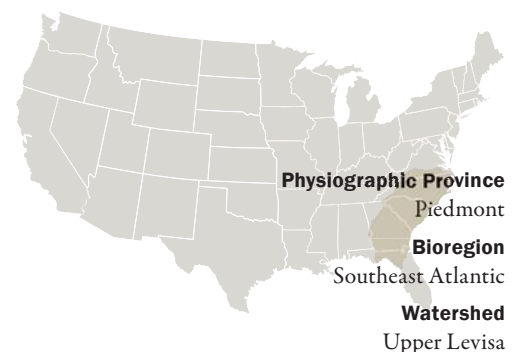 Physiographic Province
Piedmont
Bioregion
Southeast Atlantic
Watershed
Upper Levisa